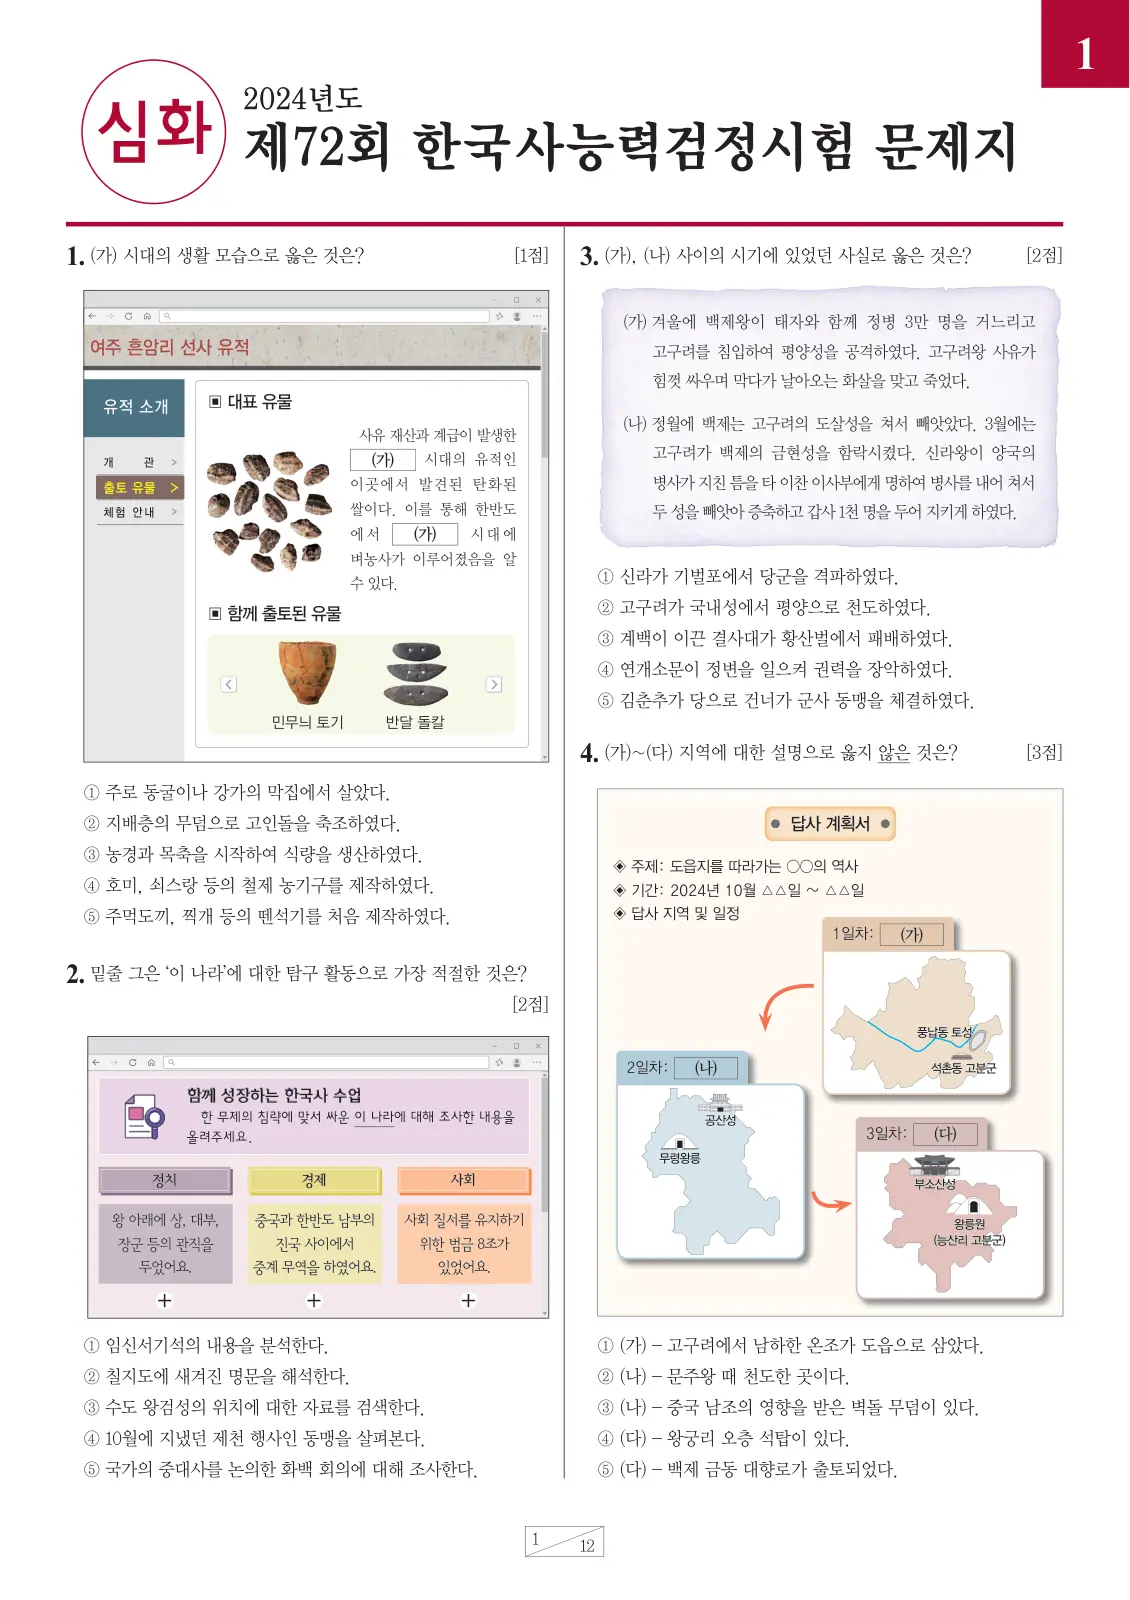 1
심화
2024년도
제72회 한국사능력검정시험 문제지
1. (가) 시대의 생활 모습으로 옳은 것은? [1점]
여주 흔암리 선사 유적
유적 소개
개 관 >
출토 유물 >
체험 안내 >
▣ 대표 유물
사유 재산과 계급이 발생한
(가) 시대의 유적인
이곳에서 발견된 탄화된
쌀이다. 이를 통해 한반도
에서 (가) 시대에
벼농사가 이루어졌음을 알
수 있다.
▣ 함께 출토된 유물
민무늬 토기 반달 돌칼
① 주로 동굴이나 강가의 막집에서 살았다.
② 지배층의 무덤으로 고인돌을 축조하였다.
③ 농경과 목축을 시작하여 식량을 생산하였다.
④ 호미, 쇠스랑 등의 철제 농기구를 제작하였다.
⑤ 주먹도끼, 찍개 등의 뗀석기를 처음 제작하였다.
2. 밑줄 그은 ‘이 나라’에 대한 탐구 활동으로 가장 적절한 것은?
[2점]
함께 성장하는 한국사 수업
한 무제의 침략에 맞서 싸운 이 나라에 대해 조사한 내용을
올려주세요.
정치 경제 사회
왕 아래에 상, 대부, 중국과 한반도 남부의 사회 질서를 유지하기
장군 등의 관직을 진국 사이에서 위한 범금 8조가
두었어요. 중계 무역을 하였어요. 있었어요.
+ + +
① 임신서기석의 내용을 분석한다.
② 칠지도에 새겨진 명문을 해석한다.
③ 수도 왕검성의 위치에 대한 자료를 검색한다.
④ 10월에 지냈던 제천 행사인 동맹을 살펴본다.
⑤ 국가의 중대사를 논의한 화백 회의에 대해 조사한다.
3. (가), (나) 사이의 시기에 있었던 사실로 옳은 것은? [2점]
(가) 겨울에 백제왕이 태자와 함께 정병 3만 명을 거느리고
고구려를 침입하여 평양성을 공격하였다. 고구려왕 사유가
힘껏 싸우며 막다가 날아오는 화살을 맞고 죽었다.
(나) 정월에 백제는 고구려의 도살성을 쳐서 빼앗았다. 3월에는
고구려가 백제의 금현성을 함락시켰다. 신라왕이 양국의
병사가 지친 틈을 타 이찬 이사부에게 명하여 병사를 내어 쳐서
두 성을 빼앗아 증축하고 갑사 1천 명을 두어 지키게 하였다.
① 신라가 기벌포에서 당군을 격파하였다.
② 고구려가 국내성에서 평양으로 천도하였다.
③ 계백이 이끈 결사대가 황산벌에서 패배하였다.
④ 연개소문이 정변을 일으켜 권력을 장악하였다.
⑤ 김춘추가 당으로 건너가 군사 동맹을 체결하였다.
4. (가)~(다) 지역에 대한 설명으로 옳지 않은 것은? [3점]
답사 계획서
◈ 주제: 도읍지를 따라가는 ○○의 역사
◈ 기간: 2024년 10월 △△일 ~ △△일
◈ 답사 지역 및 일정
1일차: (가)
풍납동 토성
석촌동 고분군
2일차: (나)
공산성
무령왕릉
3일차: (다)
부소산성
왕릉원
(능산리 고분군)
① (가) – 고구려에서 남하한 온조가 도읍으로 삼았다.
② (나) – 문주왕 때 천도한 곳이다.
③ (나) – 중국 남조의 영향을 받은 벽돌 무덤이 있다.
④ (다) – 왕궁리 오층 석탑이 있다.
⑤ (다) – 백제 금동 대향로가 출토되었다.
1
12